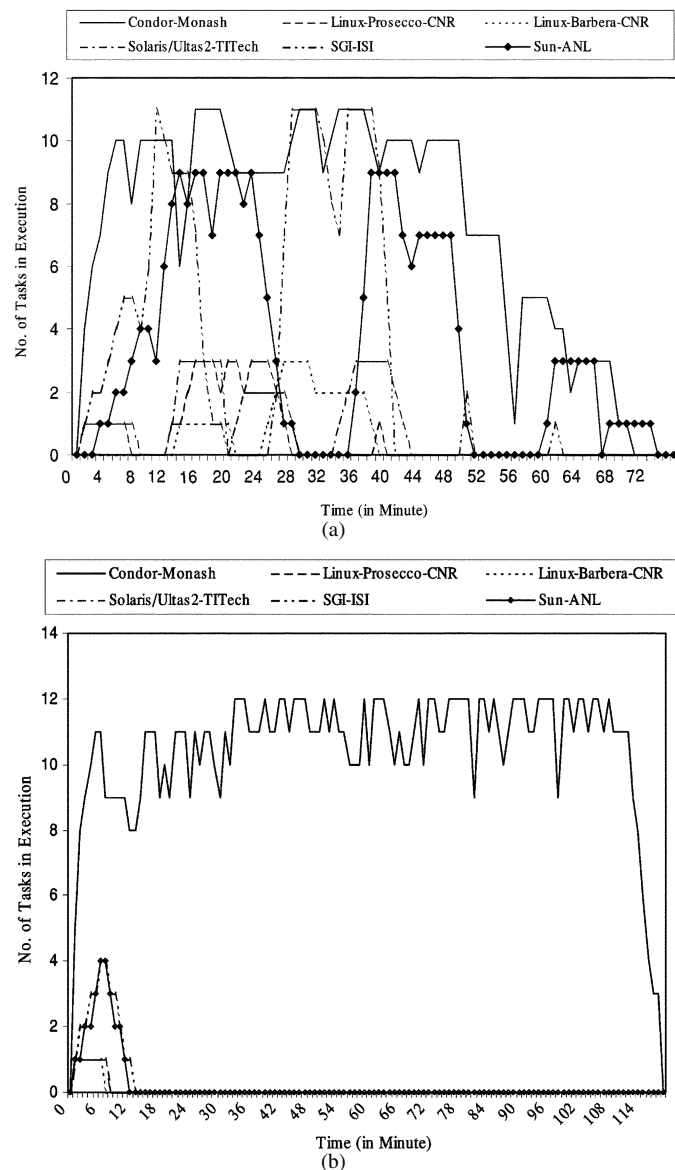 Condor-Monash Linux-Prosecco-CNR Linux-Barbera-CNR
Solaris/Ultas2-TITech SGI-ISI Sun-ANL
12
10
8
6
4
2
0
No. of Tasks in Execution
0 4 8 12 16 20 24 28 32 36 40 44 48 52 56 60 64 68 72
Time (in Minute)
(a)
Condor-Monash Linux-Prosecco-CNR Linux-Barbera-CNR
Solaris/Ultas2-TITech SGI-ISI Sun-ANL
14
12
10
8
6
4
2
0
No. of Tasks in Execution
0 6 12 18 24 30 36 42 48 54 60 66 72 78 84 90 96 102 108 114
Time (in Minute)
(b)